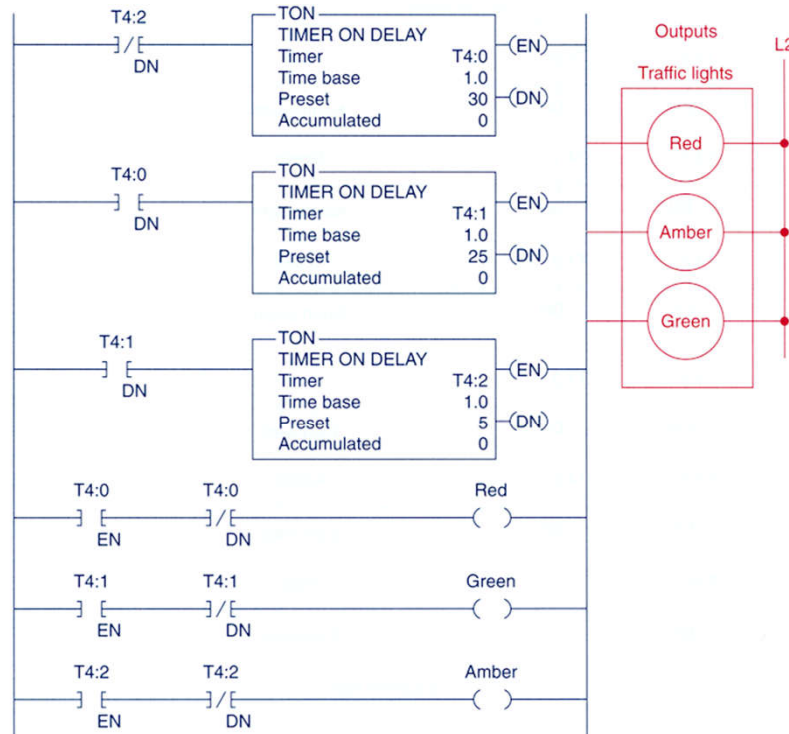 T4:2
DN
TON
TIMER ON DELAY
Timer T4:0
Time base 1.0
Preset 30
Accumulated 0
(EN)
(DN)
T4:0
DN
TON
TIMER ON DELAY
Timer T4:1
Time base 1.0
Preset 25
Accumulated 0
(EN)
(DN)
T4:1
DN
TON
TIMER ON DELAY
Timer T4:2
Time base 1.0
Preset 5
Accumulated 0
(EN)
(DN)
T4:0 T4:0 Red
EN DN
T4:1 T4:1 Green
EN DN
T4:2 T4:2 Amber
EN DN
Outputs
L2
Traffic lights
Red
Amber
Green